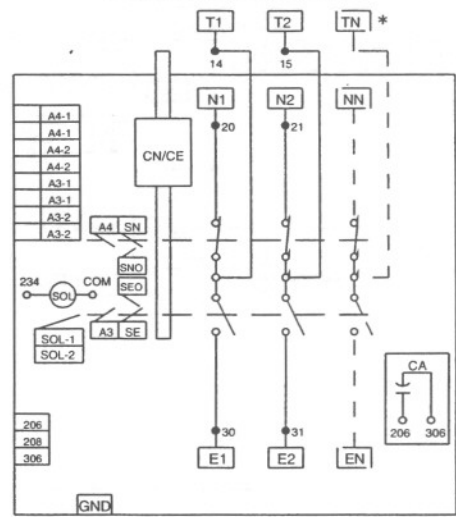 T1 T2 TN *
14 15
N1 N2 NN
A4-1
A4-1
A4-2
A4-2
A3-1
A3-1
A3-2
A3-2
CN/CE
20 21
A4 SN
SNO
SEO
A3 SE
234 SOL COM
SOL-1
SOL-2
CA
206 306
206
208
306
30 31
E1 E2 EN
GND